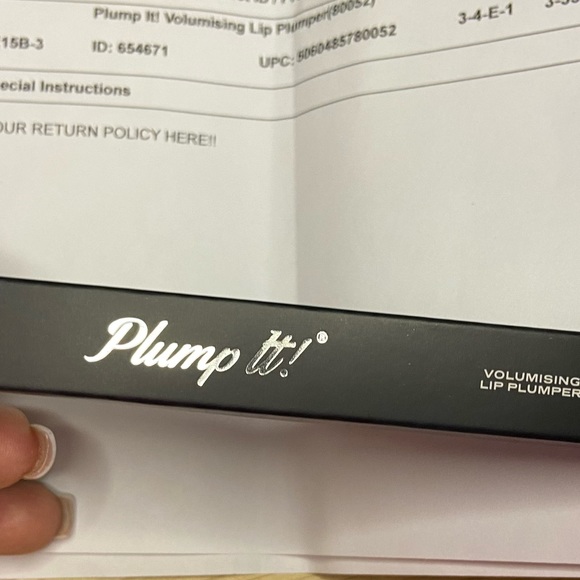 Plump It! Volumising Lip Plumper(80052)
15B-3 ID: 654671 UPC: 5060485780052 3-4-E-1
ecial Instructions
OUR RETURN POLICY HERE!!
Plump It!®
VOLUMISING
LIP PLUMPER